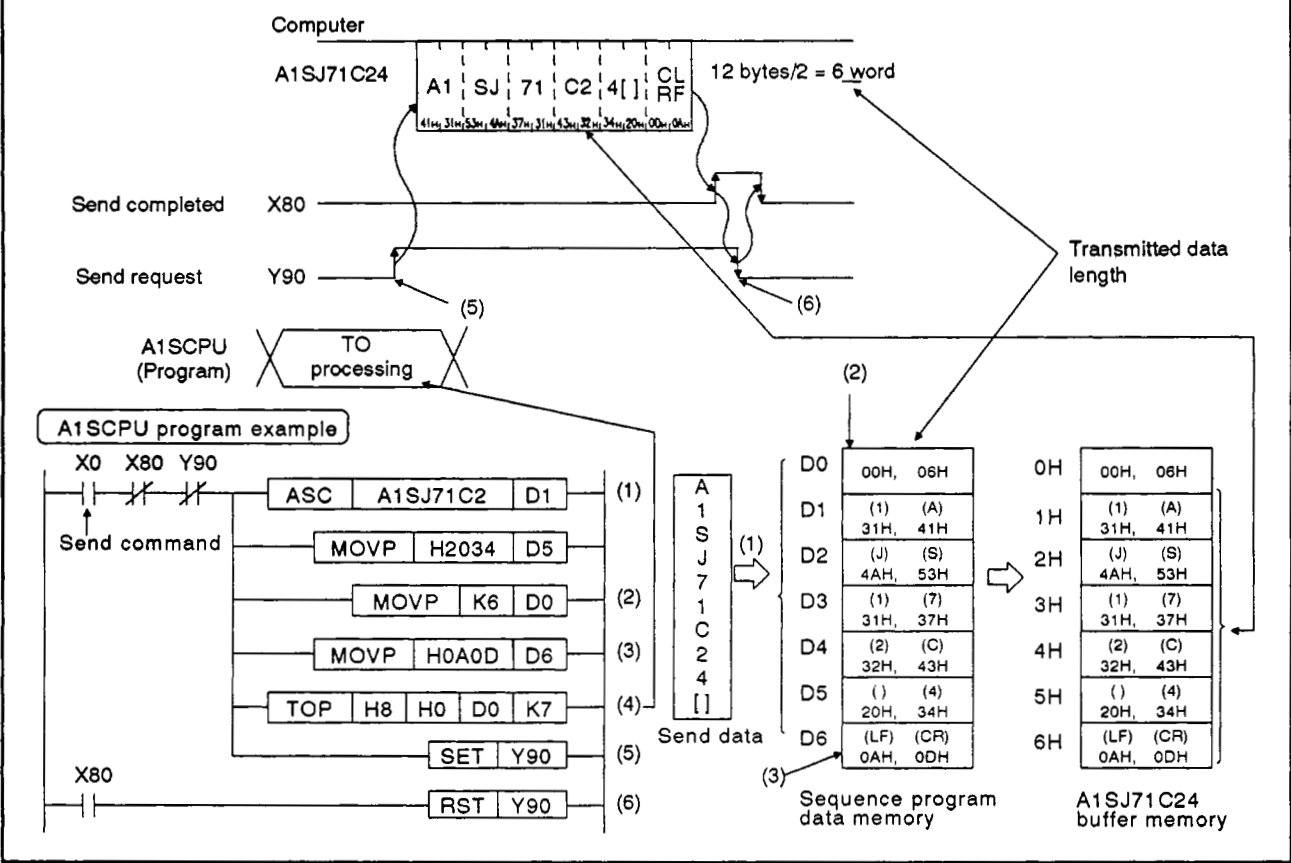 Computer
A1SJ71C24
A1 SJ 71 C2 4[ ] CL RF
41H, 31H, 53H, 4AH, 37H, 31H, 43H, 32H, 34H, 20H, 00H, 0AH
12 bytes/2 = 6 word
Send completed X80
Send request Y90
(5)
(6)
Transmitted data
length
A1SCPU
(Program)
TO
processing
A1SCPU program example
X0 X80 Y90
ASC A1SJ71C2 D1 (1)
Send command
MOVP H2034 D5
MOVP K6 D0 (2)
MOVP H0A0D D6 (3)
TOP H8 H0 D0 K7 (4)
SET Y90 (5)
X80
RST Y90 (6)
A
1
S
J
7
1
C
2
4
[ ]
Send data
(1)
(2)
D0 00H, 06H
D1 (1) (A)
31H, 41H
D2 (J) (S)
4AH, 53H
D3 (1) (7)
31H, 37H
D4 (2) (C)
32H, 43H
D5 ( ) (4)
20H, 34H
D6 (LF) (CR)
0AH, 0DH
(3)
Sequence program
data memory
0H 00H, 06H
1H (1) (A)
31H, 41H
2H (J) (S)
4AH, 53H
3H (1) (7)
31H, 37H
4H (2) (C)
32H, 43H
5H ( ) (4)
20H, 34H
6H (LF) (CR)
0AH, 0DH
A1SJ71C24
buffer memory